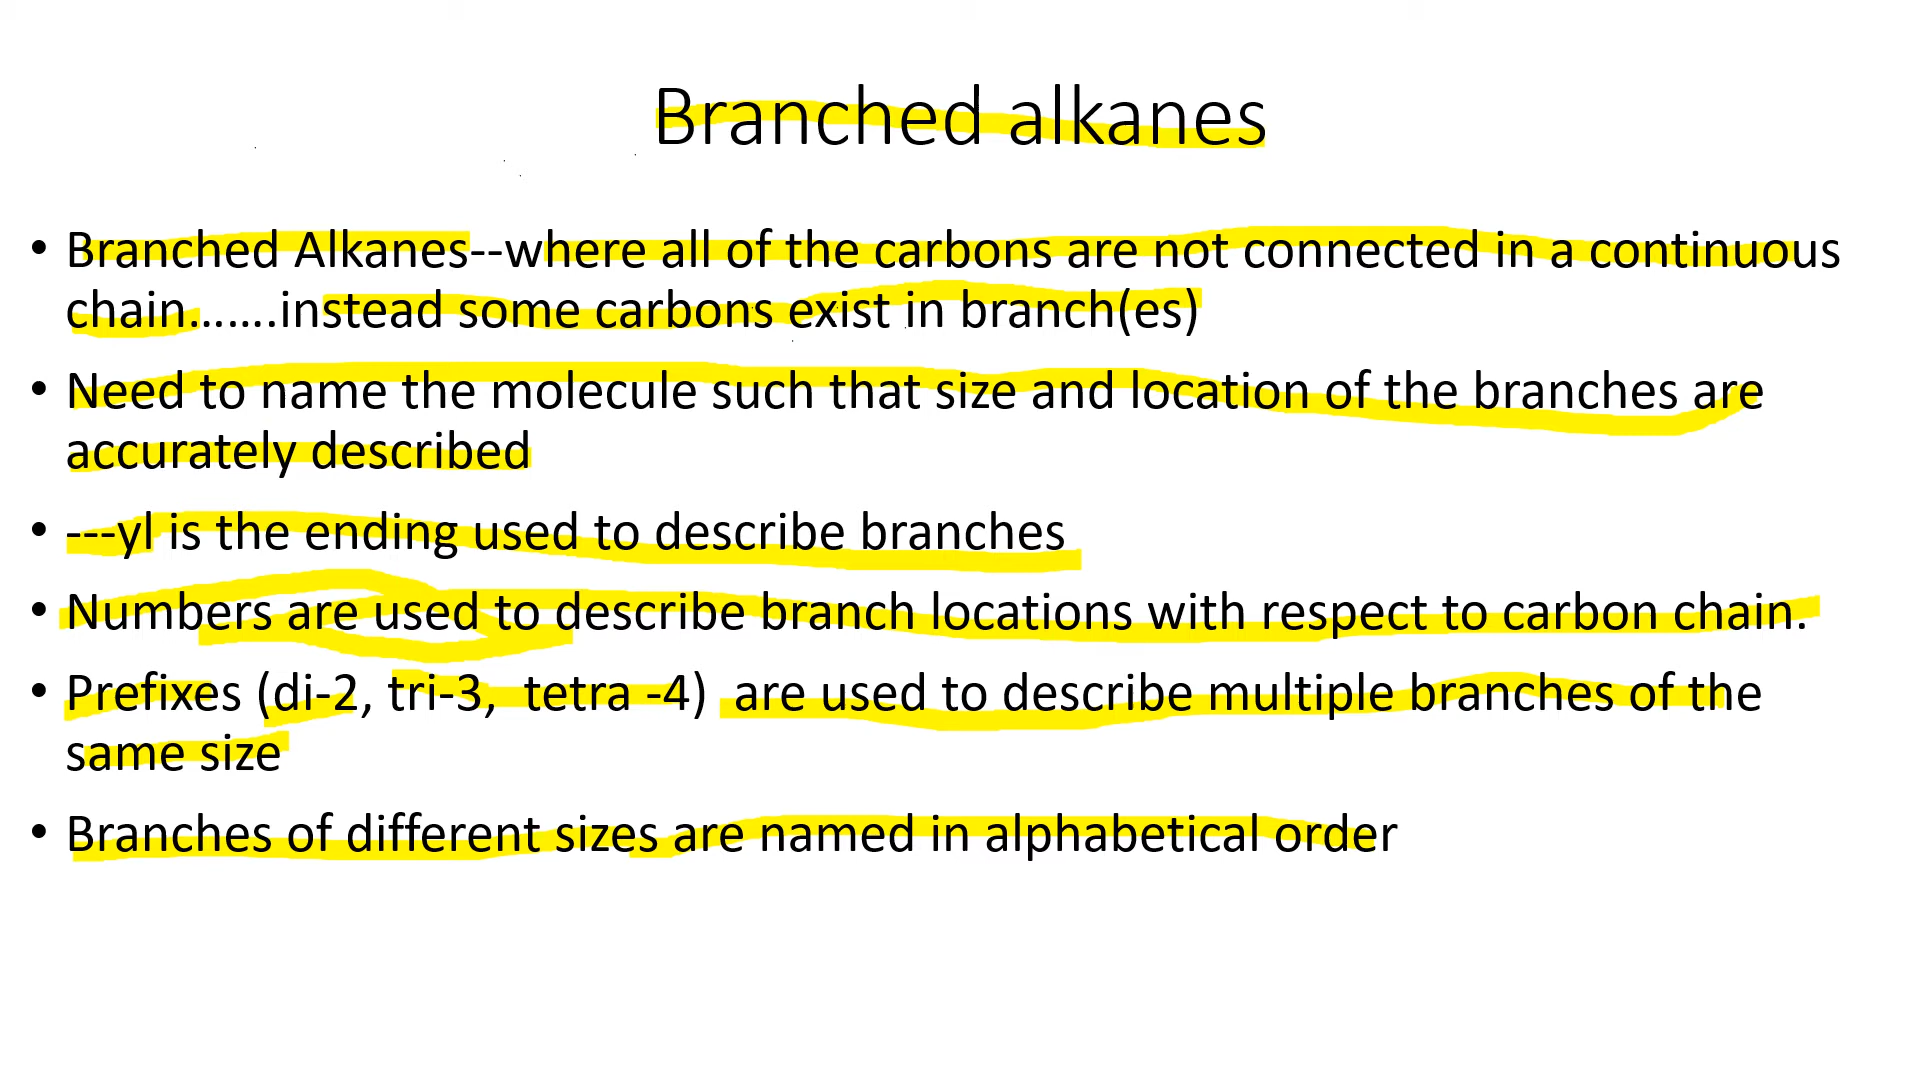 Branched alkanes
• Branched Alkanes--where all of the carbons are not connected in a continuous
chain.…...instead some carbons exist in branch(es)
• Need to name the molecule such that size and location of the branches are
accurately described
• ---yl is the ending used to describe branches
• Numbers are used to describe branch locations with respect to carbon chain.
• Prefixes (di-2, tri-3,  tetra -4)  are used to describe multiple branches of the
same size
• Branches of different sizes are named in alphabetical order